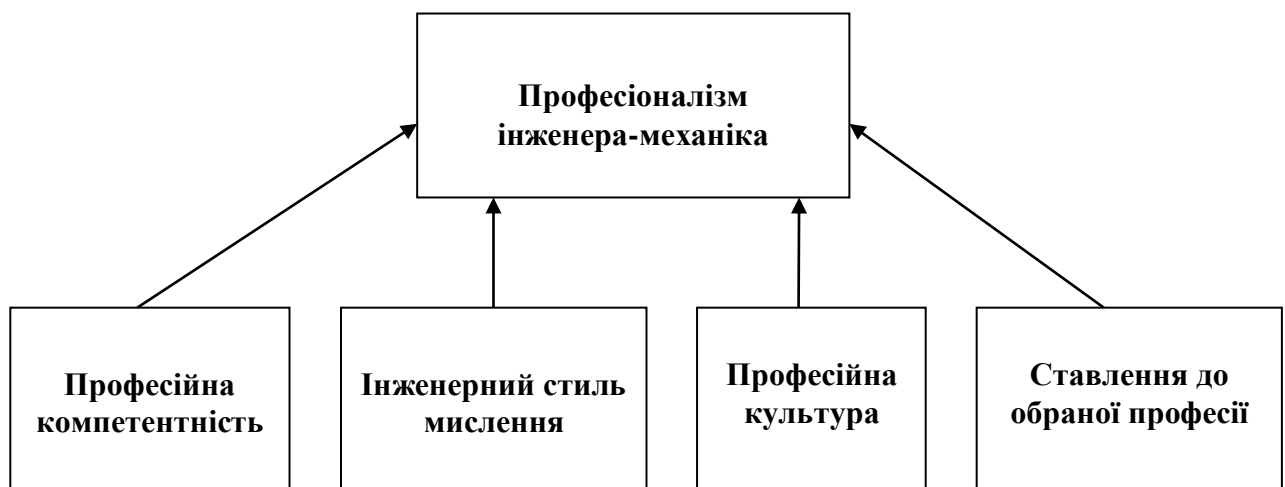 Професіоналізм
інженера-механіка
Професійна
компетентність
Інженерний стиль
мислення
Професійна
культура
Ставлення до
обраної професії